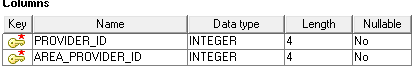 Columns
Key Name Data type Length Nullable
PROVIDER_ID INTEGER 4 No
AREA_PROVIDER_ID INTEGER 4 No